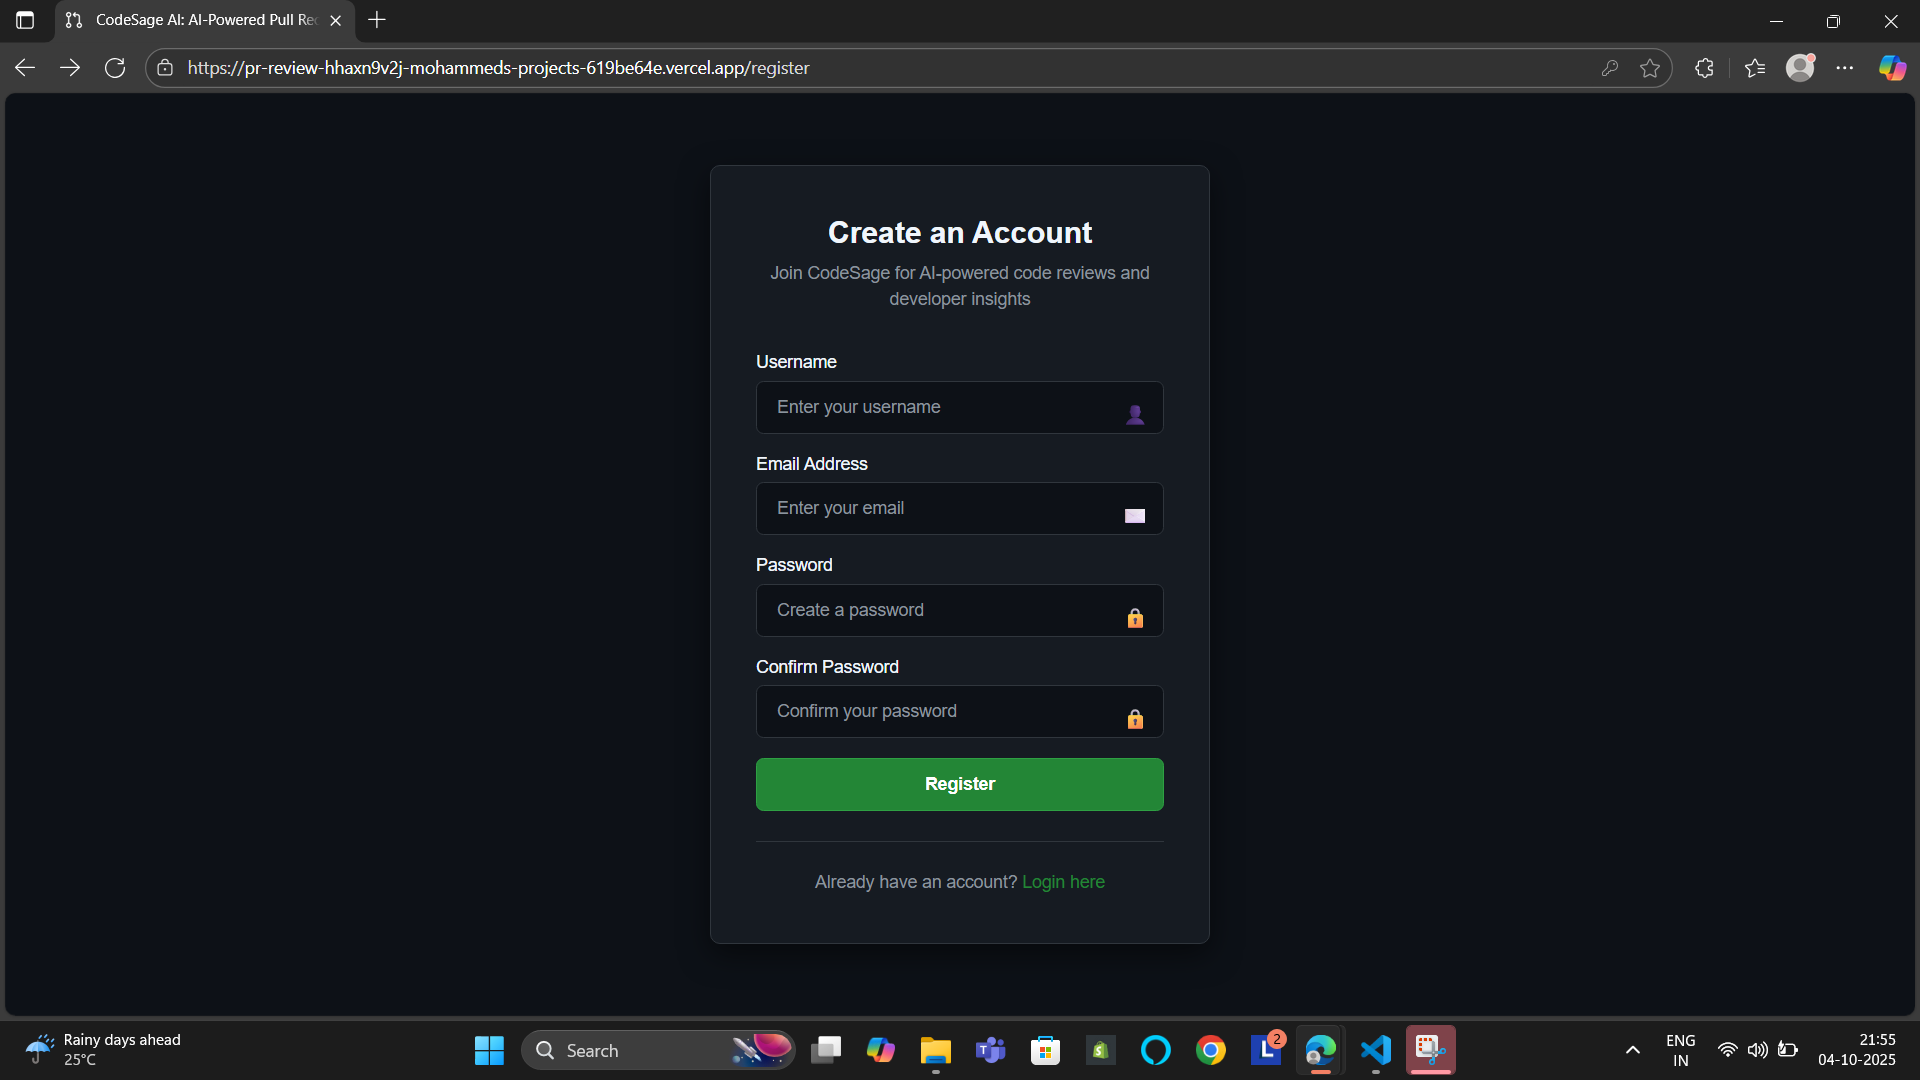 CodeSage AI: AI-Powered Pull Re
https://pr-review-hhaxn9v2j-mohammeds-projects-619be64e.vercel.app/register
Create an Account
Join CodeSage for AI-powered code reviews and
developer insights
Username
Enter your username
Email Address
Enter your email
Password
Create a password
Confirm Password
Confirm your password
Register
Already have an account? Login here
Rainy days ahead
25°C
Search
2
ENG
IN
21:55
04-10-2025